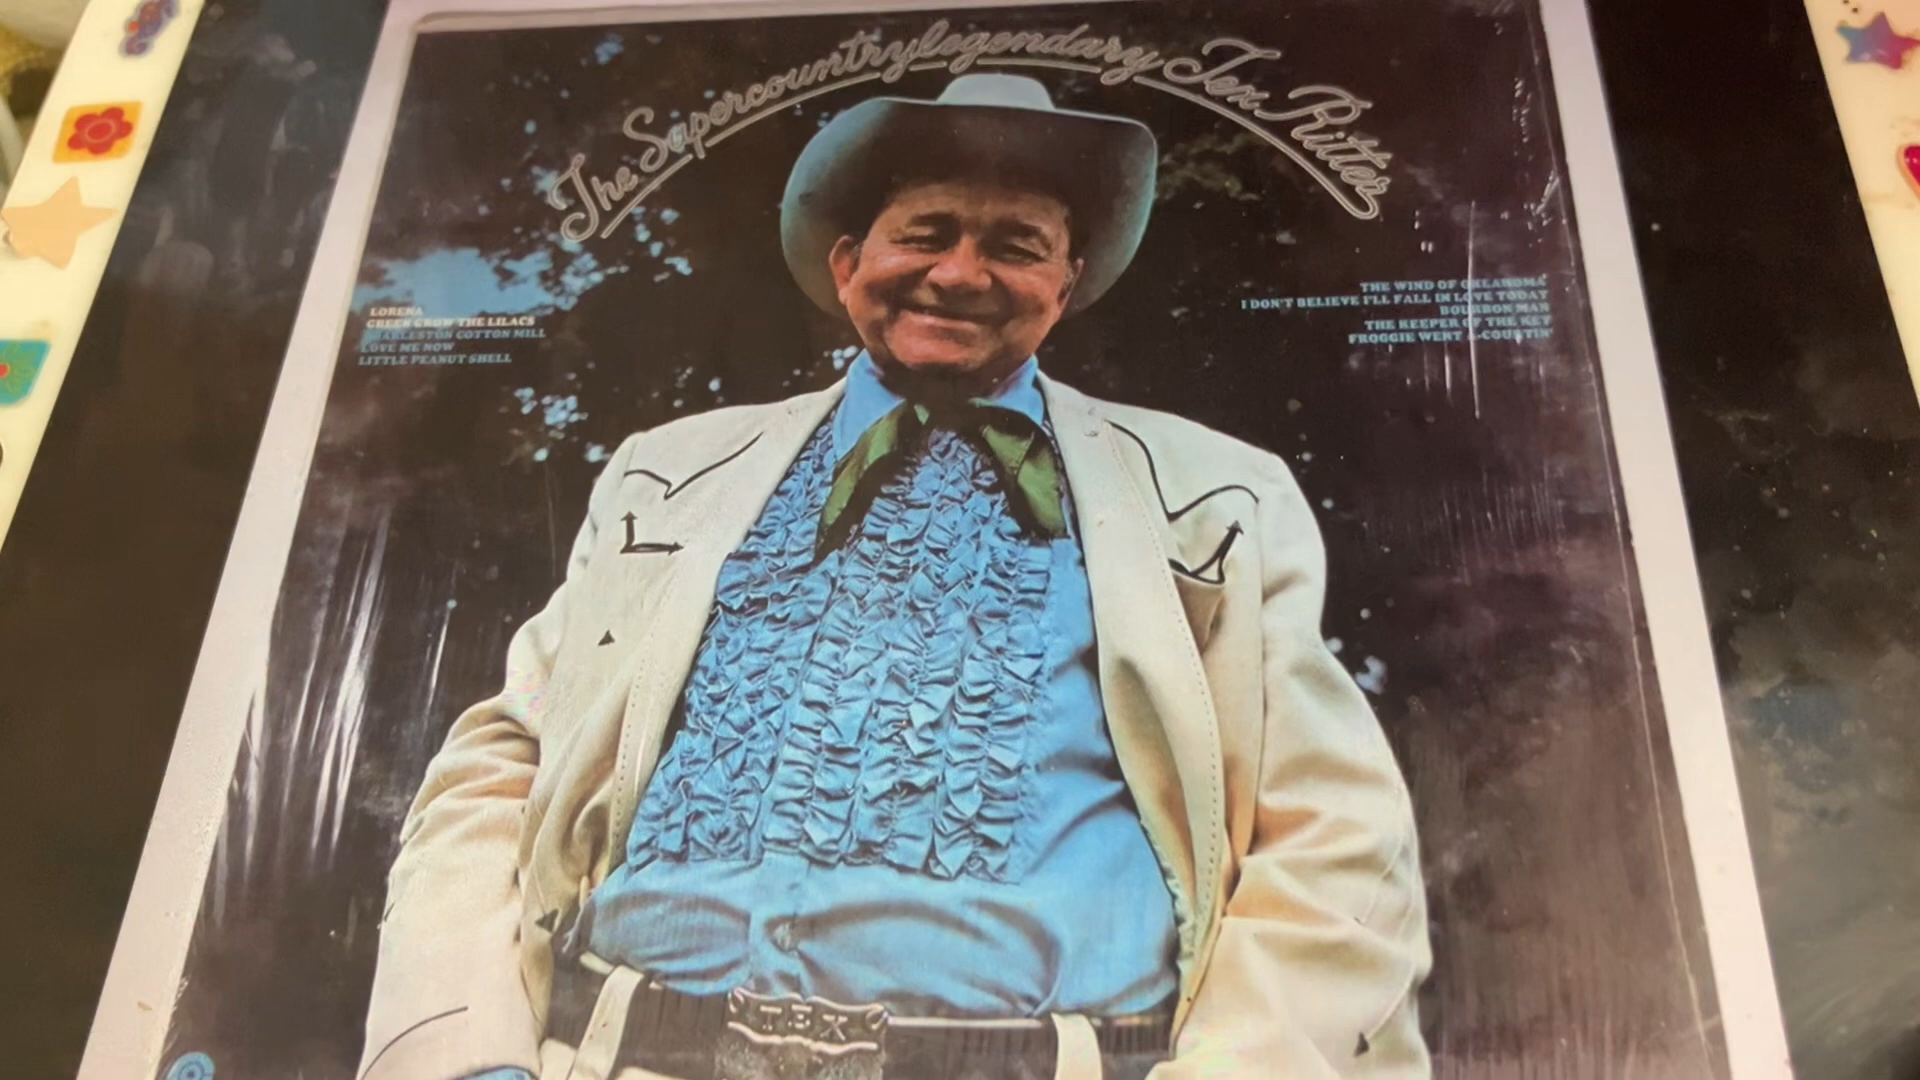 The Supercountrylegendary Tex Ritter
LORENA
GREEN GROW THE LILACS
CHARLESTON COTTON MILL
LOVE ME NOW
LITTLE PEANUT SHELL
THE WIND OF OKLAHOMA
I DON'T BELIEVE I'LL FALL IN LOVE TODAY
BOURBON MAN
THE KEEPER OF THE KEY
FROGGIE WENT A-COURTIN'
TEX